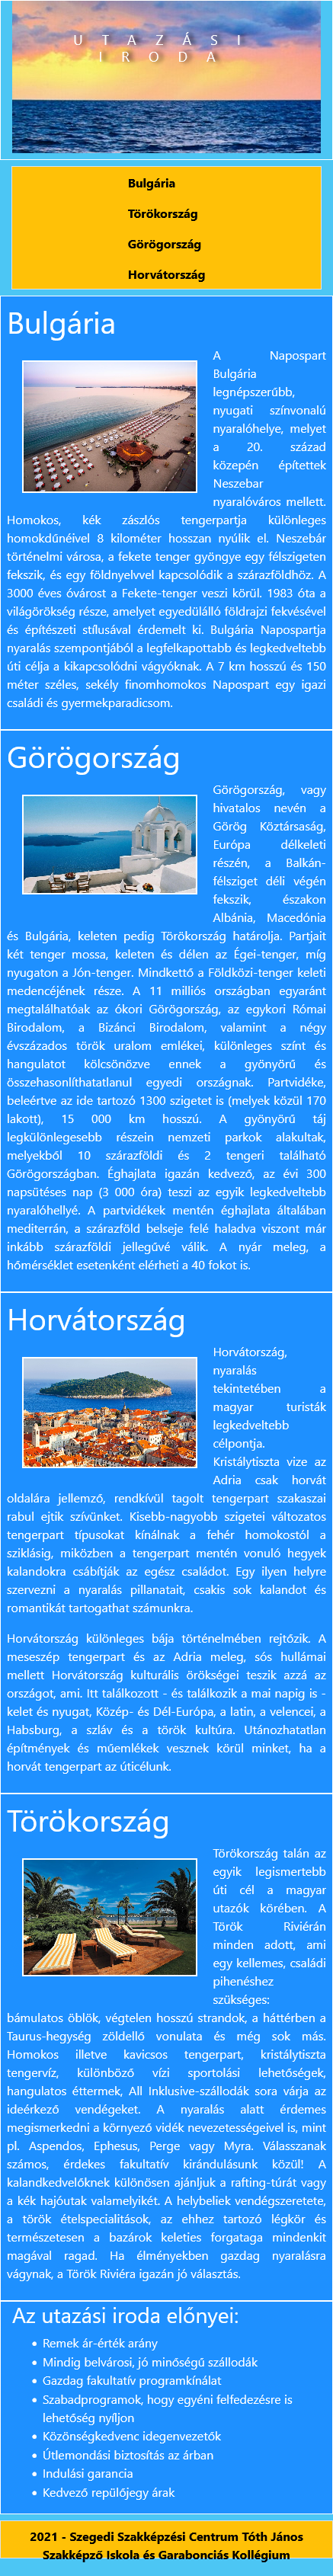 UTAZÁSI
IRODA
Bulgária
Törökország
Görögország
Horvátország
Bulgária
A Napospart
Bulgária
legnépszerűbb,
nyugati színvonalú
nyaralóhelye, melyet
a 20. század
közepén építettek
Neszebar
nyaralóváros mellett.
Homokos, kék zászlós tengerpartja különleges
homokdűnéivel 8 kilométer hosszan nyúlik el. Neszebár
történelmi városa, a fekete tenger gyöngye egy félszigeten
fekszik, és egy földnyelvvel kapcsolódik a szárazföldhöz. A
3000 éves óvárost a Fekete-tenger veszi körül. 1983 óta a
világörökség része, amelyet egyedülálló földrajzi fekvésével
és építészeti stílusával érdemelt ki. Bulgária Napospartja
nyaralás szempontjából a legfelkapottabb és legkedveltebb
úti célja a kikapcsolódni vágyóknak. A 7 km hosszú és 150
méter széles, sekély finomhomokos Napospart egy igazi
családi és gyermekparadicsom.
Görögország
Görögország, vagy
hivatalos nevén a
Görög Köztársaság,
Európa délkeleti
részén, a Balkán-
félsziget déli végén
fekszik, északon
Albánia, Macedónia
és Bulgária, keleten pedig Törökország határolja. Partjait
két tenger mossa, keleten és délen az Égei-tenger, míg
nyugaton a Jón-tenger. Mindkettő a Földközi-tenger keleti
medencéjének része. A 11 milliós országban egyaránt
megtalálhatóak az ókori Görögország, az egykori Római
Birodalom, a Bizánci Birodalom, valamint a négy
évszázados török uralom emlékei, különleges színt és
hangulatot kölcsönözve ennek a gyönyörű és
összehasonlíthatatlanul egyedi országnak. Partvidéke,
beleértve az ide tartozó 1300 szigetet is (melyek közül 170
lakott), 15 000 km hosszú. A gyönyörű táj
legkülönlegesebb részein nemzeti parkok alakultak,
melyekből 10 szárazföldi és 2 tengeri található
Görögországban. Éghajlata igazán kedvező, az évi 300
napsütéses nap (3 000 óra) teszi az egyik legkedveltebb
nyaralóhellyé. A partvidékek mentén éghajlata általában
mediterrán, a szárazföld belseje felé haladva viszont már
inkább szárazföldi jellegűvé válik. A nyár meleg, a
hőmérséklet esetenként elérheti a 40 fokot is.
Horvátország
Horvátország,
nyaralás
tekintetében a
magyar turisták
legkedveltebb
célpontja.
Kristálytiszta vize az
Adria csak horvát
oldalára jellemző, rendkívül tagolt tengerpart szakaszai
rabul ejtik szívünket. Kisebb-nagyobb szigetei változatos
tengerpart típusokat kínálnak a fehér homokostól a
sziklásig, miközben a tengerpart mentén vonuló hegyek
kalandokra csábítják az egész családot. Egy ilyen helyre
szervezni a nyaralás pillanatait, csakis sok kalandot és
romantikát tartogathat számunkra.
Horvátország különleges bája történelmében rejtőzik. A
meseszép tengerpart és az Adria meleg, sós hullámai
mellett Horvátország kulturális örökségei teszik azzá az
országot, ami. Itt találkozott - és találkozik a mai napig is -
kelet és nyugat, Közép- és Dél-Európa, a latin, a velencei, a
Habsburg, a szláv és a török kultúra. Utánozhatatlan
építmények és műemlékek vesznek körül minket, ha a
horvát tengerpart az úticélunk.
Törökország
Törökország talán az
egyik legismertebb
úti cél a magyar
utazók körében. A
Török Riviérán
minden adott, ami
egy kellemes, családi
pihenéshez
szükséges:
bámulatos öblök, végtelen hosszú strandok, a háttérben a
Taurus-hegység zöldellő vonulata és még sok más.
Homokos illetve kavicsos tengerpart, kristálytiszta
tengervíz, különböző vízi sportolási lehetőségek,
hangulatos éttermek, All Inklusive-szállodák sora várja az
ideérkező vendégeket. A nyaralás alatt érdemes
megismerkedni a környező vidék nevezetességeivel is, mint
pl. Aspendos, Ephesus, Perge vagy Myra. Válasszanak
számos, érdekes fakultatív kirándulásunk közül! A
kalandkedvelőknek különösen ajánljuk a rafting-túrát vagy
a kék hajóutak valamelyikét. A helybeliek vendégszeretete,
a török ételspecialitások, az ehhez tartozó légkör és
természetesen a bazárok keleties forgataga mindenkit
magával ragad. Ha élményekben gazdag nyaralásra
vágynak, a Török Riviéra igazán jó választás.
Az utazási iroda előnyei:
• Remek ár-érték arány
• Mindig belvárosi, jó minőségű szállodák
• Gazdag fakultatív programkínálat
• Szabadprogramok, hogy egyéni felfedezésre is
lehetőség nyíljon
• Közönségkedvenc idegenvezetők
• Útlemondási biztosítás az árban
• Indulási garancia
• Kedvező repülőjegy árak
2021 - Szegedi Szakképzési Centrum Tóth János
Szakképző Iskola és Garabonciás Kollégium